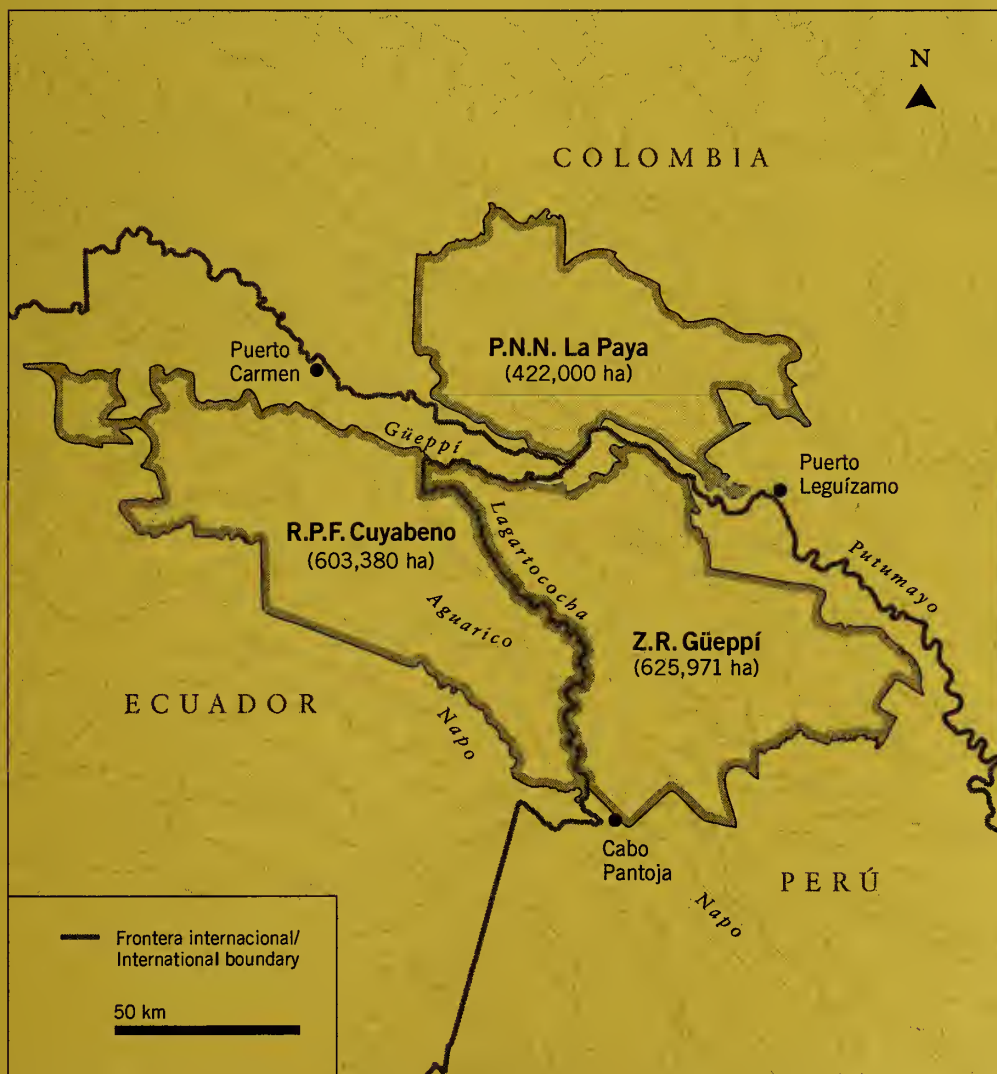 N
COLOMBIA
P.N.N. La Paya
(422,000 ha)
Puerto
Carmen
Güeppí
Puerto
Leguízamo
R.P.F. Cuyabeno
(603,380 ha)
Lagartococha
Putumayo
Aguarico
Z.R. Güeppí
(625,971 ha)
ECUADOR
Napo
Cabo
Pantoja
PERÚ
Napo
Frontera internacional/
International boundary
50 km